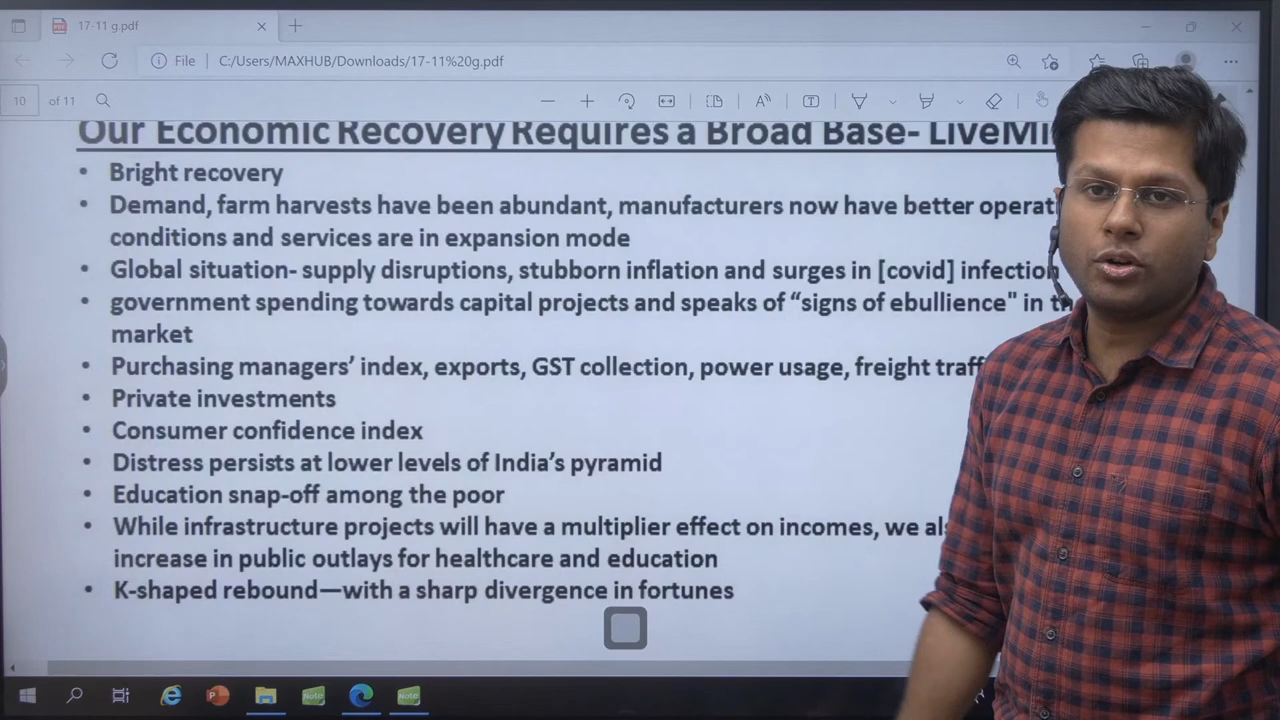 17-11 g.pdf
File
C:/Users/MAXHUB/Downloads/17-11%20g.pdf
10 of 11
Our Economic Recovery Requires a Broad Base- LiveMi
• Bright recovery
• Demand, farm harvests have been abundant, manufacturers now have better operat
conditions and services are in expansion mode
• Global situation- supply disruptions, stubborn inflation and surges in [covid] infection
• government spending towards capital projects and speaks of “signs of ebullience" in t
market
• Purchasing managers’ index, exports, GST collection, power usage, freight traff
• Private investments
• Consumer confidence index
• Distress persists at lower levels of India’s pyramid
• Education snap-off among the poor
• While infrastructure projects will have a multiplier effect on incomes, we als
increase in public outlays for healthcare and education
• K-shaped rebound—with a sharp divergence in fortunes
Note
Note